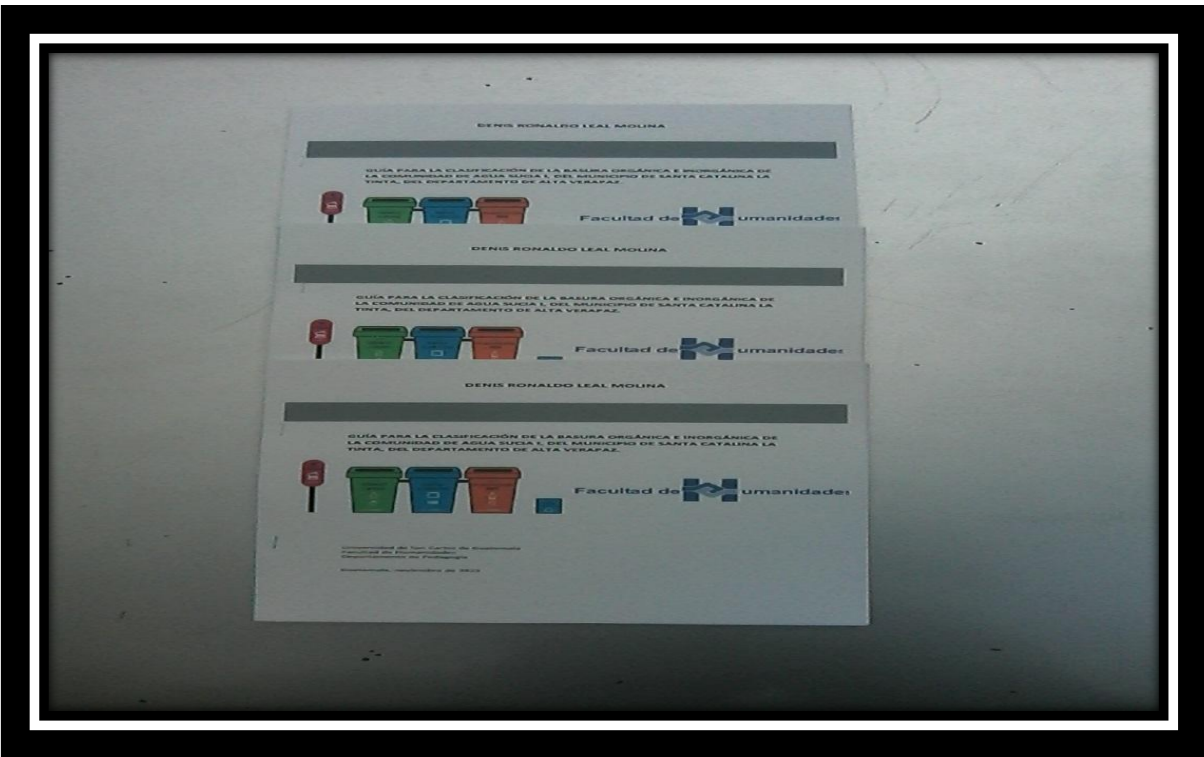 DENIS RONALDO LEAL MOLINA
GUÍA PARA LA CLASIFICACIÓN DE LA BASURA ORGÁNICA E INORGÁNICA DE
LA COMUNIDAD DE AGUA SUCIA I, DEL MUNICIPIO DE SANTA CATALINA LA
TINTA, DEL DEPARTAMENTO DE ALTA VERAPAZ.
Facultad de Humanidades
DENIS RONALDO LEAL MOLINA
GUÍA PARA LA CLASIFICACIÓN DE LA BASURA ORGÁNICA E INORGÁNICA DE
LA COMUNIDAD DE AGUA SUCIA I, DEL MUNICIPIO DE SANTA CATALINA LA
TINTA, DEL DEPARTAMENTO DE ALTA VERAPAZ.
Facultad de Humanidades
DENIS RONALDO LEAL MOLINA
GUÍA PARA LA CLASIFICACIÓN DE LA BASURA ORGÁNICA E INORGÁNICA DE
LA COMUNIDAD DE AGUA SUCIA I, DEL MUNICIPIO DE SANTA CATALINA LA
TINTA, DEL DEPARTAMENTO DE ALTA VERAPAZ.
Facultad de Humanidades
Universidad de San Carlos de Guatemala
Facultad de Humanidades
Departamento de Pedagogía
Guatemala, noviembre de